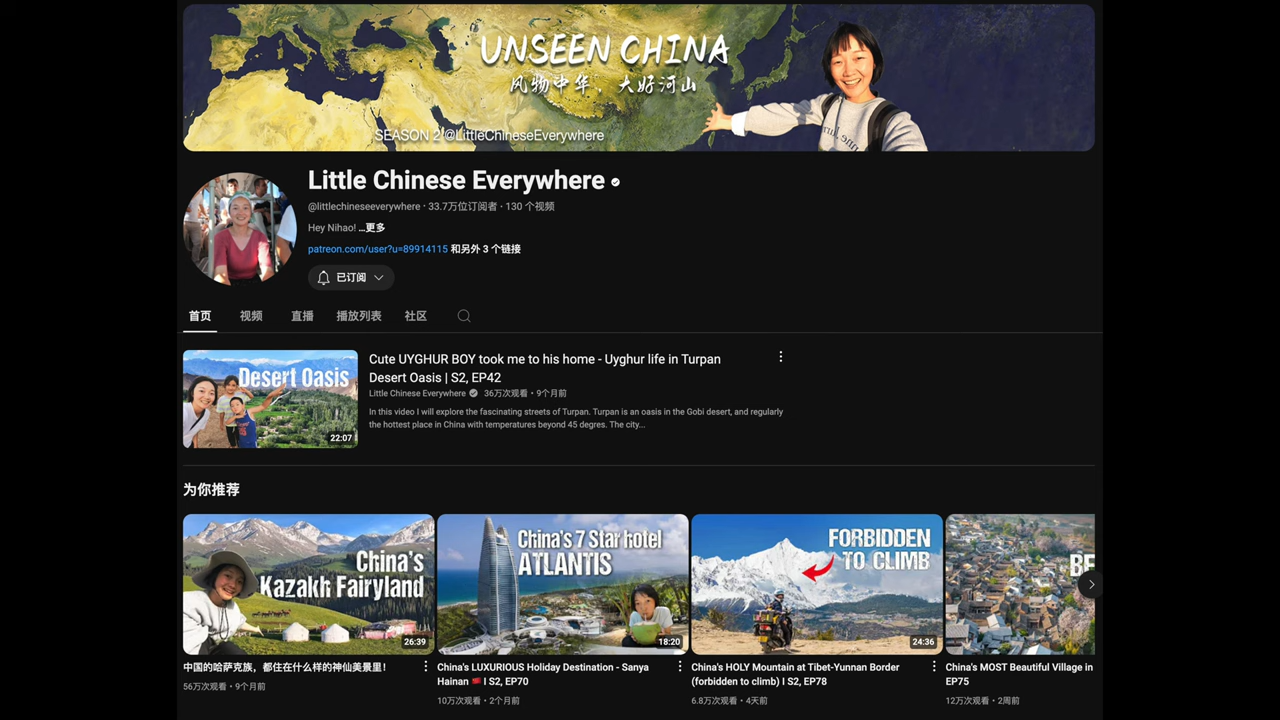 UNSEEN CHINA
风物中华，大好河山
SEASON 2 @LittleChineseEverywhere
Little Chinese Everywhere
@littlechineseeverywhere · 33.7万位订阅者 · 130 个视频
Hey Nihao! ...更多
patreon.com/user?u=89914115 和另外 3 个链接
已订阅
首页 视频 直播 播放列表 社区
Desert Oasis
22:07
Cute UYGHUR BOY took me to his home - Uyghur life in Turpan
Desert Oasis | S2, EP42
Little Chinese Everywhere 36万次观看 · 9个月前
In this video I will explore the fascinating streets of Turpan. Turpan is an oasis in the Gobi desert, and regularly
the hottest place in China with temperatures beyond 45 degres. The city...
为你推荐
China's
Kazakh Fairyland
26:39
中国的哈萨克族，都住在什么样的神仙美景里！
56万次观看 · 9个月前
China's 7 Star hotel
ATLANTIS
18:20
China's LUXURIOUS Holiday Destination - Sanya
Hainan 🇨🇳 I S2, EP70
10万次观看 · 2个月前
FORBIDDEN
TO CLIMB
24:36
China's HOLY Mountain at Tibet-Yunnan Border
(forbidden to climb) I S2, EP78
6.8万次观看 · 4天前
BE
China's MOST Beautiful Village in
EP75
12万次观看 · 2周前